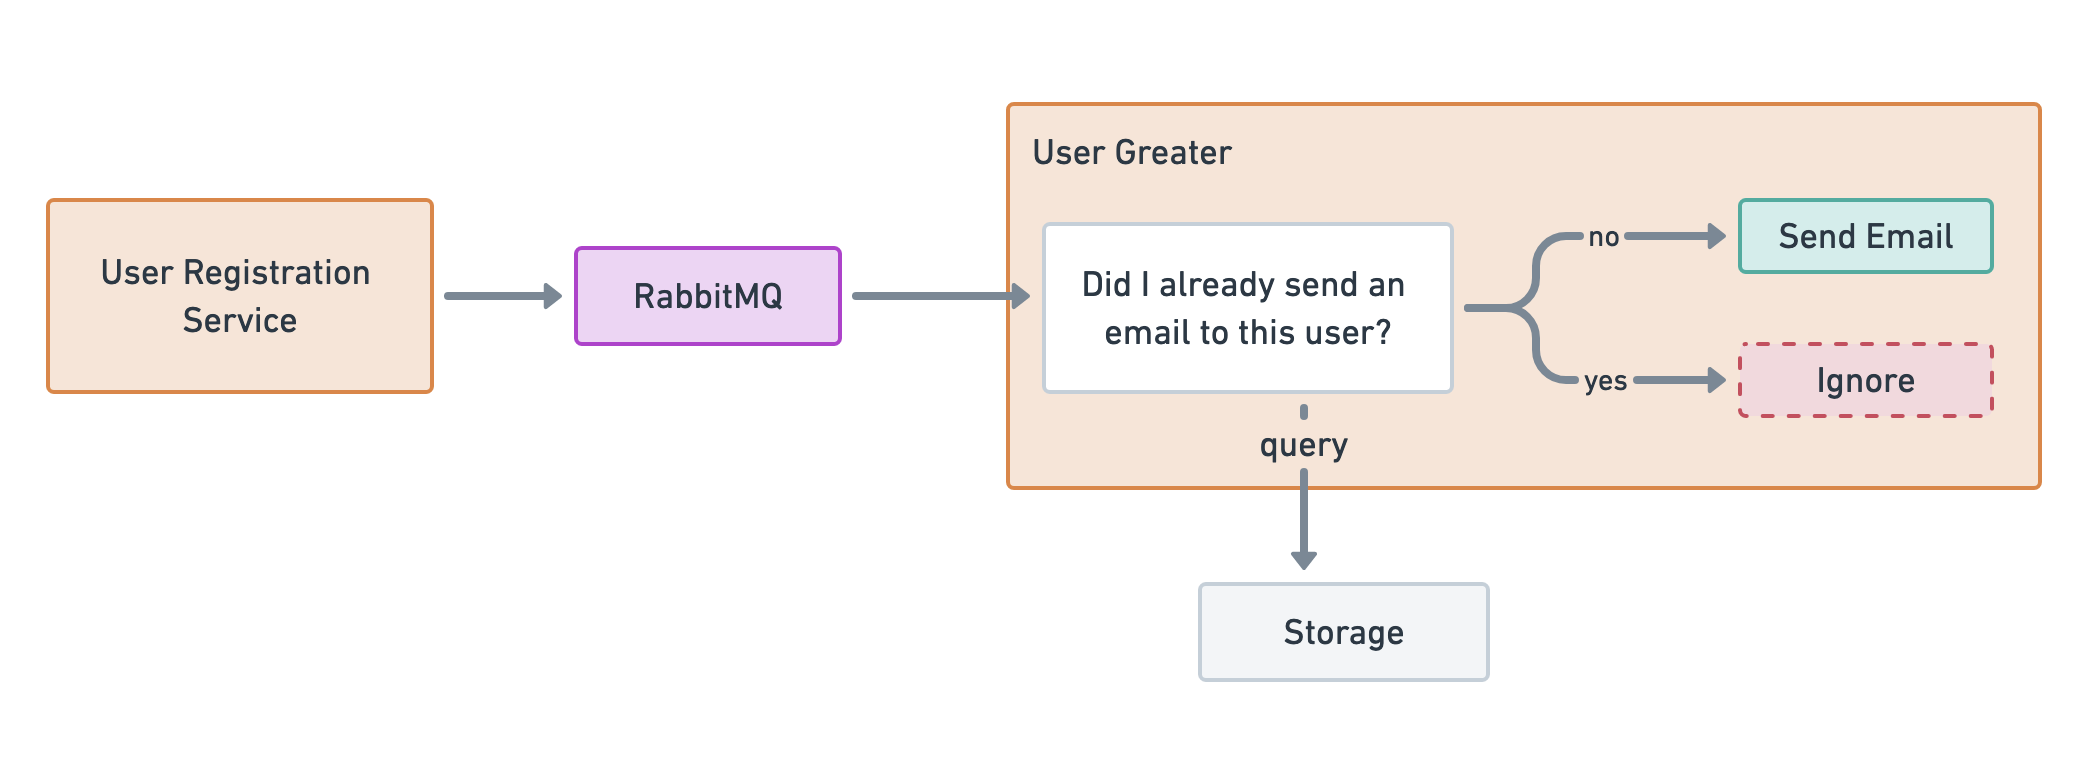 User Registration
Service
RabbitMQ
User Greater
Did I already send an
email to this user?
no
Send Email
yes
Ignore
query
Storage